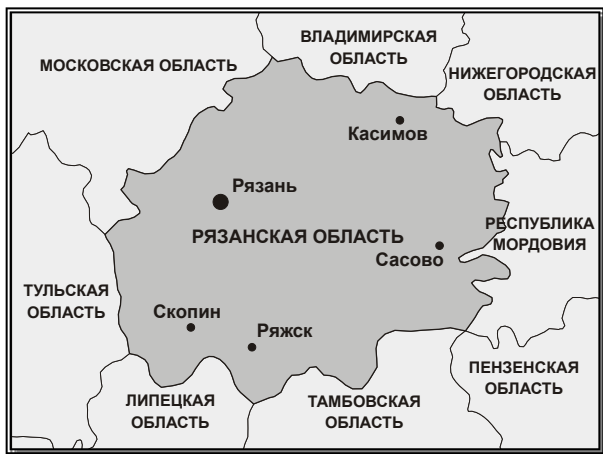 ВЛАДИМИРСКАЯ
ОБЛАСТЬ
МОСКОВСКАЯ ОБЛАСТЬ
НИЖЕГОРОДСКАЯ
ОБЛАСТЬ
Касимов
Рязань
РЯЗАНСКАЯ ОБЛАСТЬ
РЕСПУБЛИКА
МОРДОВИЯ
Сасово
ТУЛЬСКАЯ
ОБЛАСТЬ
Скопин
Ряжск
ПЕНЗЕНСКАЯ
ОБЛАСТЬ
ЛИПЕЦКАЯ
ОБЛАСТЬ
ТАМБОВСКАЯ
ОБЛАСТЬ